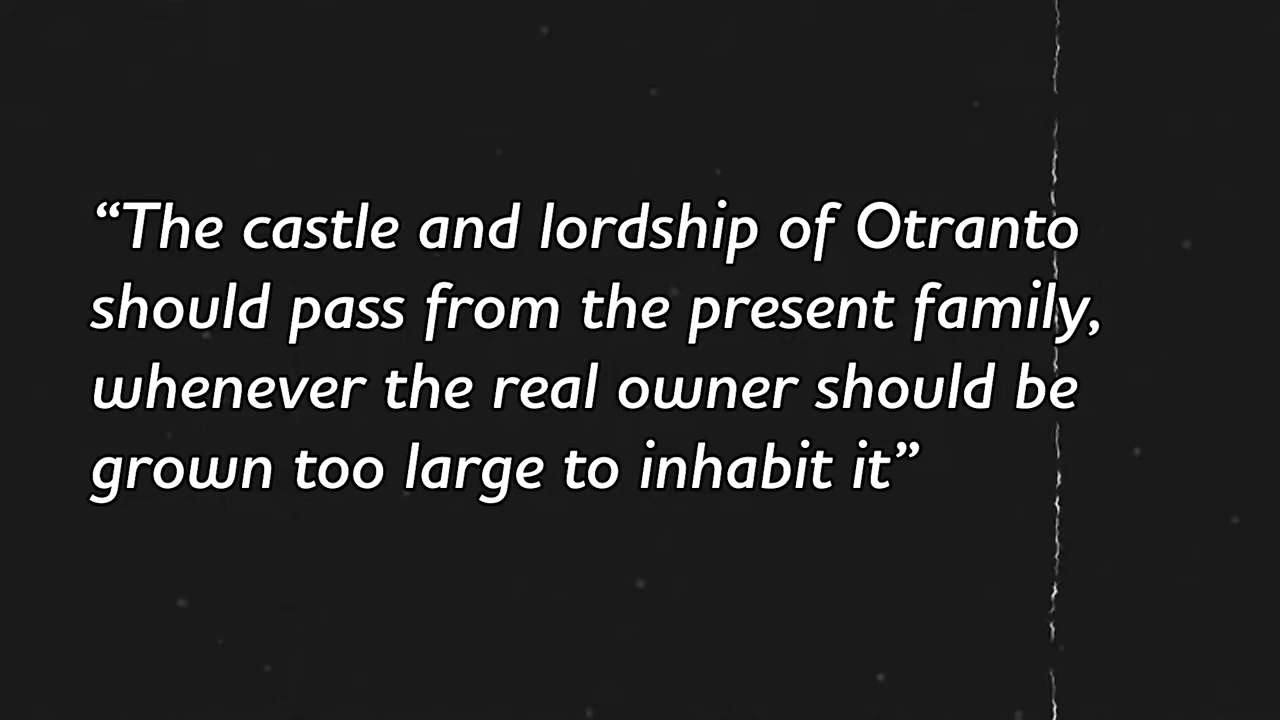 “The castle and lordship of Otranto
should pass from the present family,
whenever the real owner should be
grown too large to inhabit it”